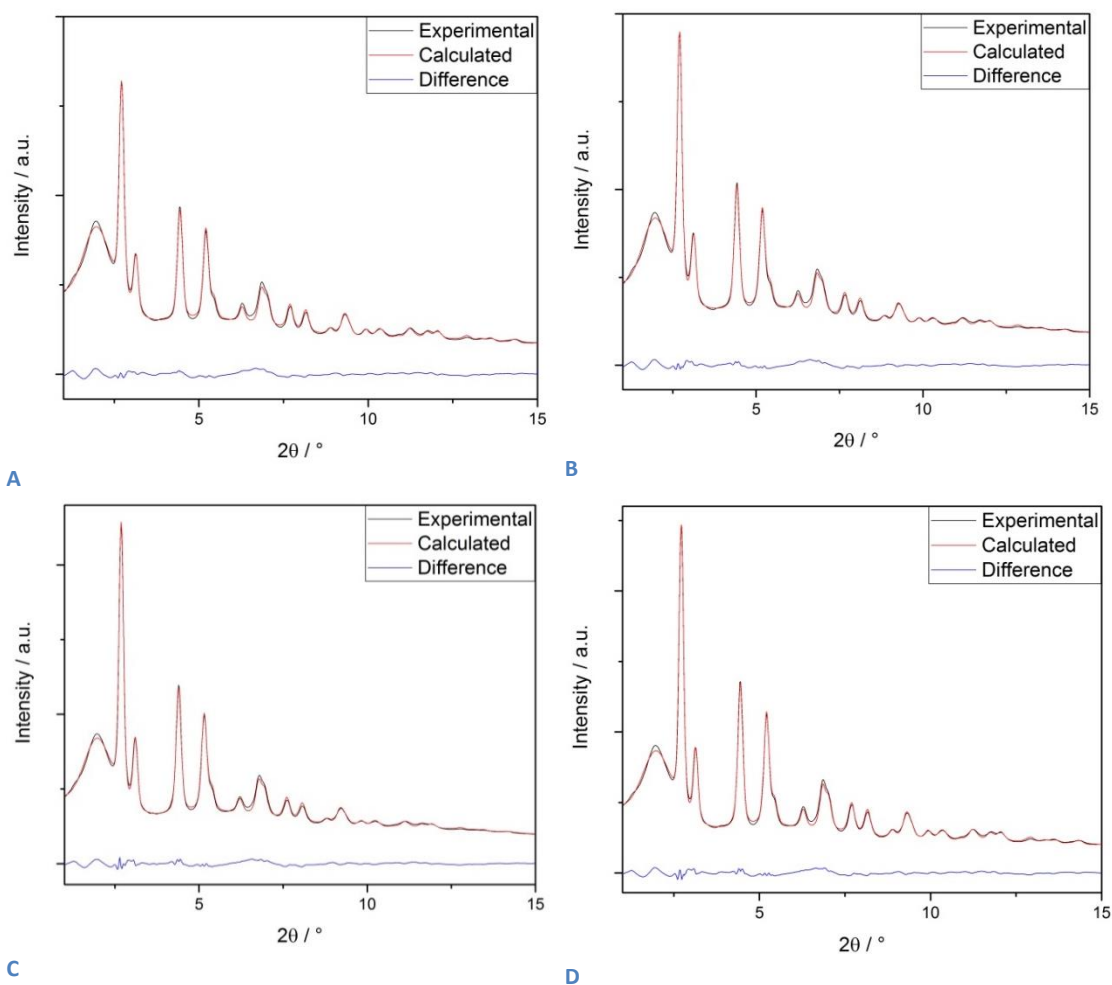 Experimental
Calculated
Difference
Intensity / a.u.
5
10
15
2θ / °
A
Experimental
Calculated
Difference
Intensity / a.u.
5
10
15
2θ / °
B
Experimental
Calculated
Difference
Intensity / a.u.
5
10
15
2θ / °
C
Experimental
Calculated
Difference
Intensity / a.u.
5
10
15
2θ / °
D